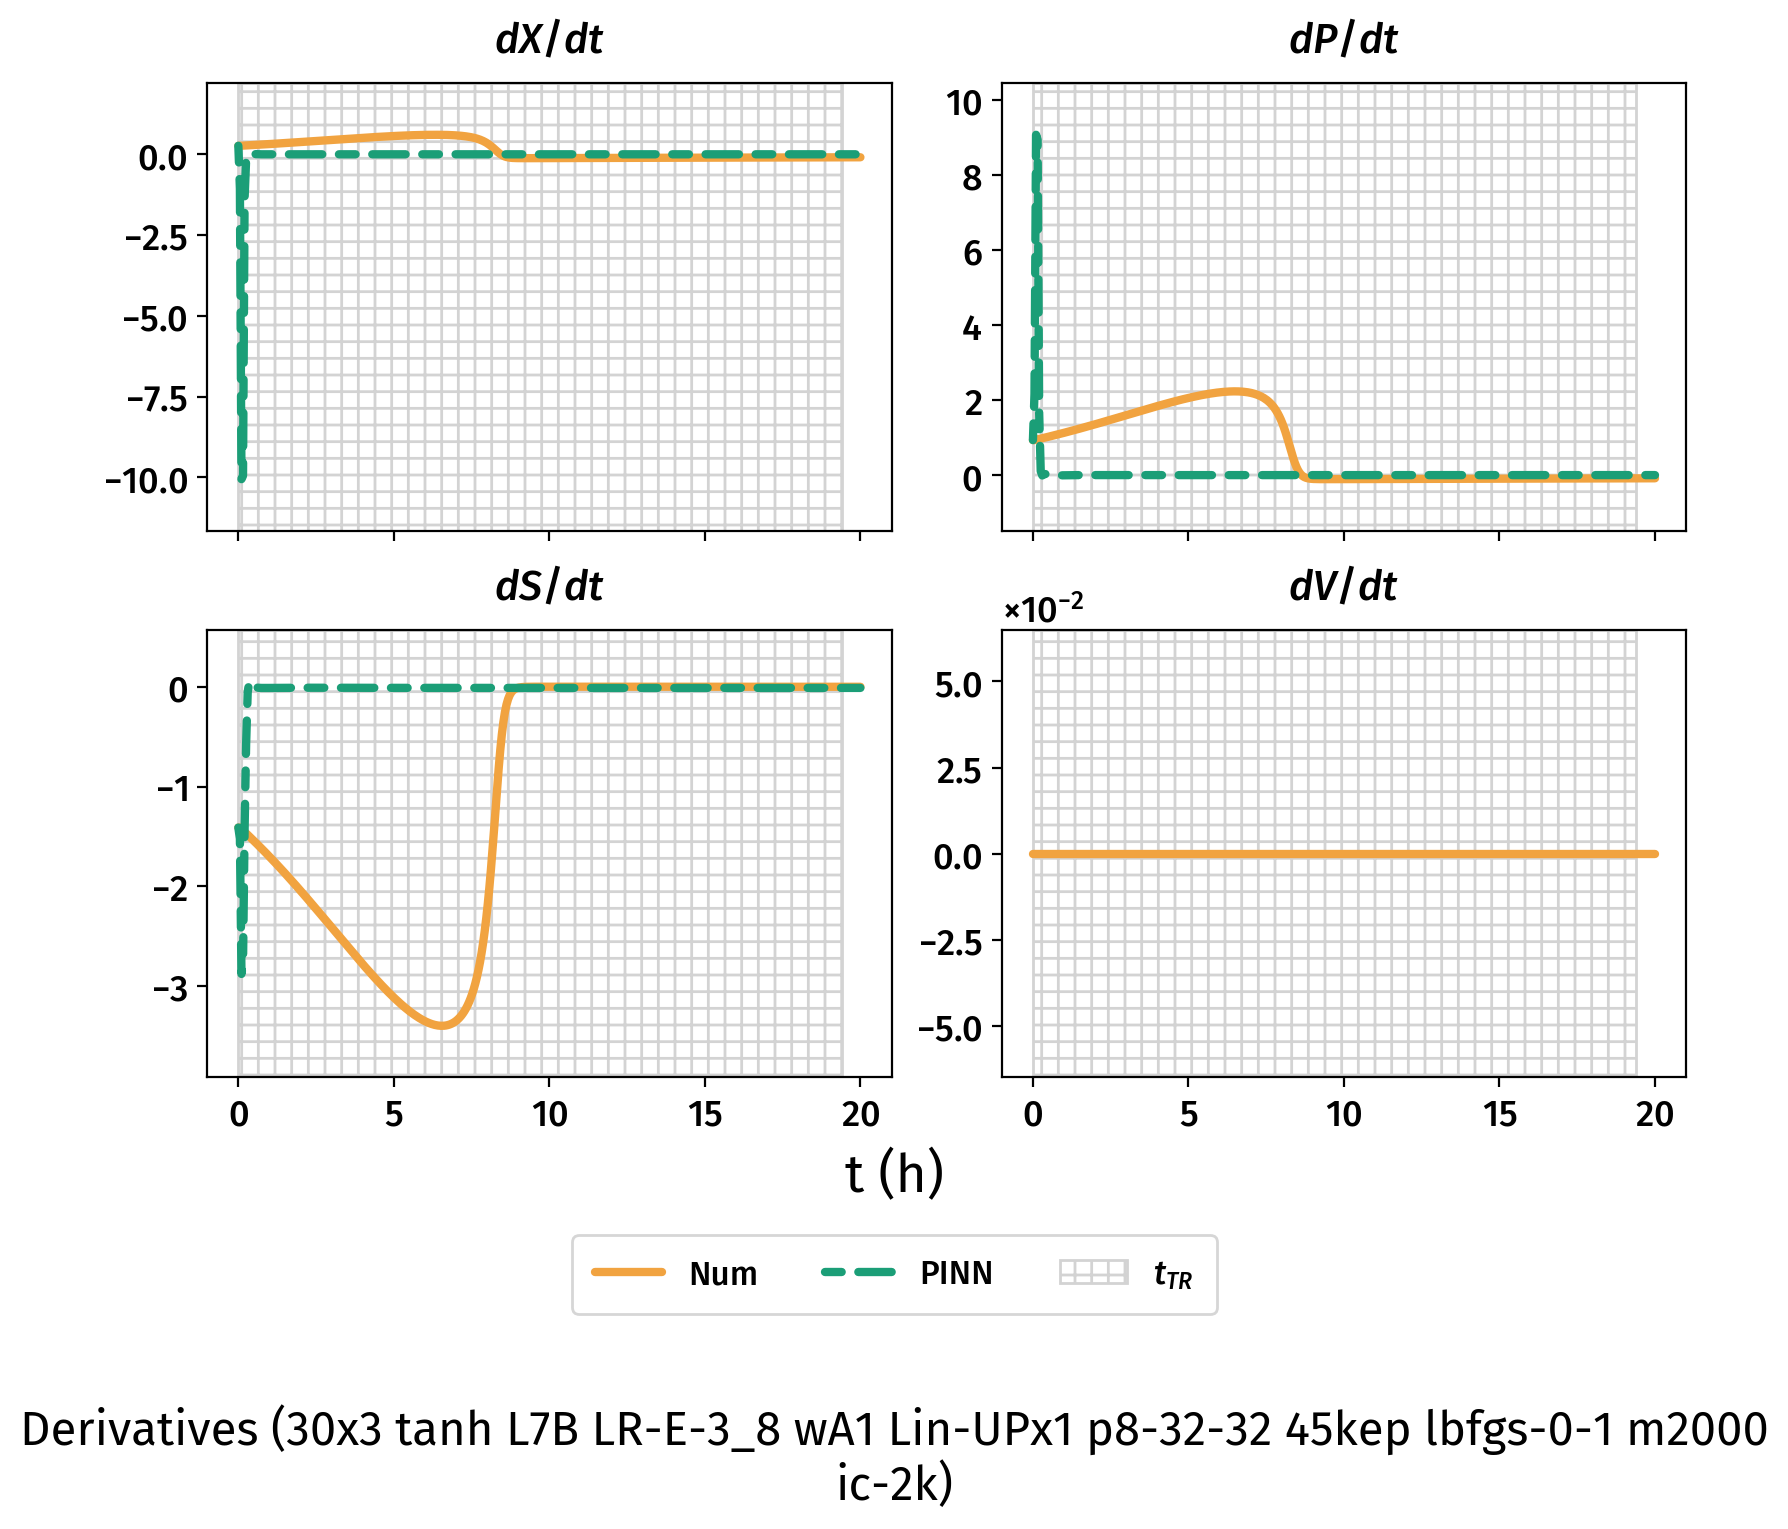 dX/dt
dP/dt
0.0
−2.5
−5.0
−7.5
−10.0
10
8
6
4
2
0
dS/dt
dV/dt
×10⁻²
0
−1
−2
−3
5.0
2.5
0.0
−2.5
−5.0
0 5 10 15 20
0 5 10 15 20
t (h)
Num PINN t_TR
Derivatives (30x3 tanh L7B LR-E-3_8 wA1 Lin-UPx1 p8-32-32 45kep lbfgs-0-1 m2000
ic-2k)